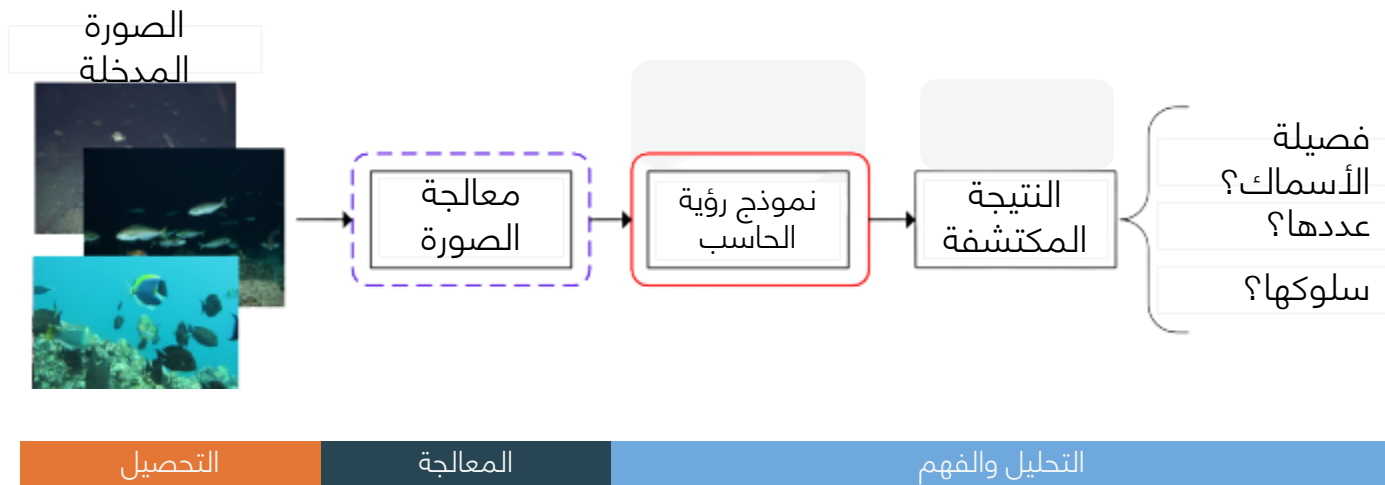 الصورة
المدخلة
معالجة
الصورة
نموذج رؤية
الحاسب
النتيجة
المكتشفة
فصيلة
الأسماك؟
عددها؟
سلوكها؟
التحصيل
المعالجة
التحليل والفهم